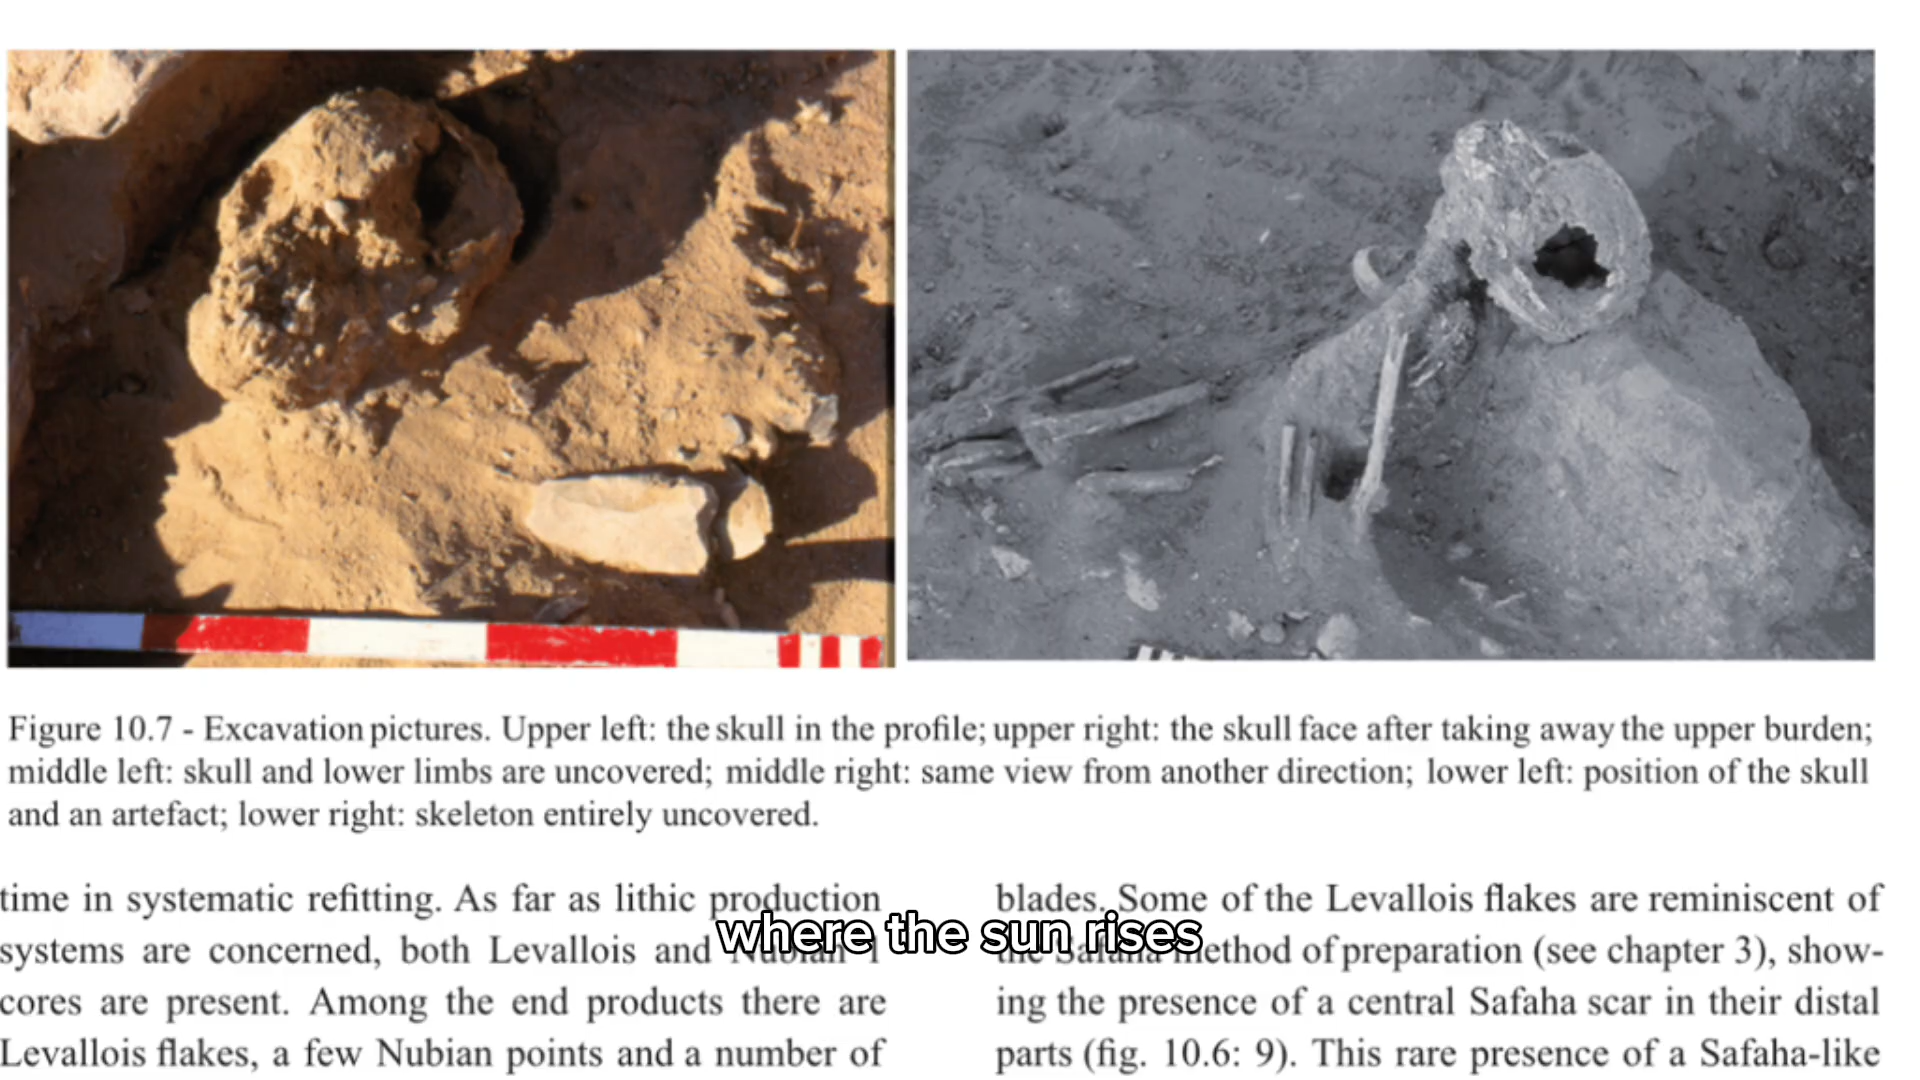 Figure 10.7 - Excavation pictures. Upper left: the skull in the profile; upper right: the skull face after taking away the upper burden;
middle left: skull and lower limbs are uncovered; middle right: same view from another direction; lower left: position of the skull
and an artefact; lower right: skeleton entirely uncovered.
time in systematic refitting. As far as lithic production
systems are concerned, both Levallois and Nubian 1
cores are present. Among the end products there are
Levallois flakes, a few Nubian points and a number of
blades. Some of the Levallois flakes are reminiscent of
the Safaha method of preparation (see chapter 3), show-
ing the presence of a central Safaha scar in their distal
parts (fig. 10.6: 9). This rare presence of a Safaha-like
where the sun rises